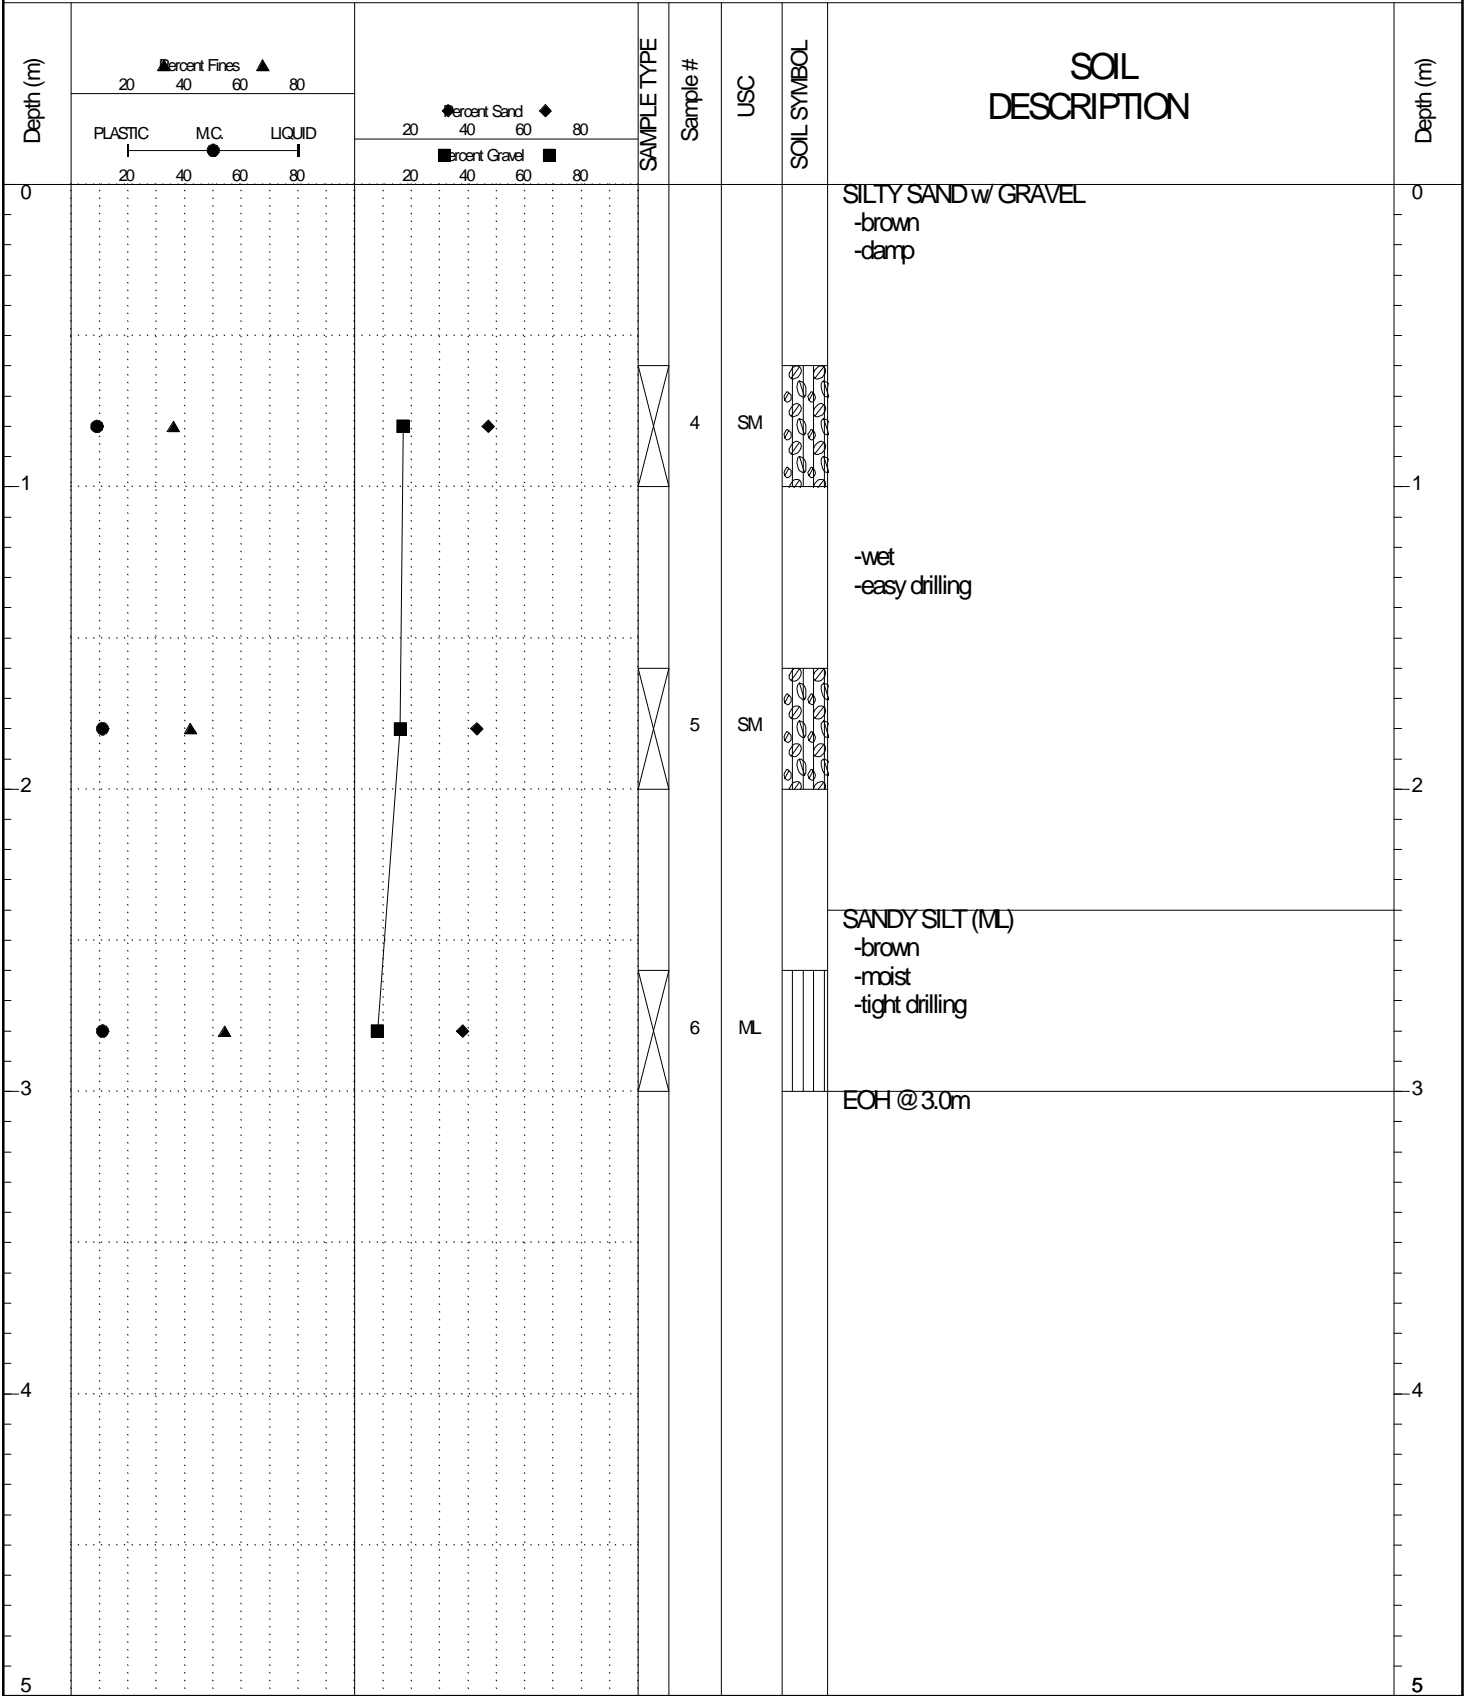 Depth (m)
Percent Fines
20 40 60 80
PLASTIC M.C. LIQUID
20 40 60 80
Percent Sand
20 40 60 80
Percent Gravel
20 40 60 80
SAMPLE TYPE
Sample #
USC
SOIL SYMBOL
SOIL
DESCRIPTION
Depth (m)
0 SILTY SAND w/ GRAVEL 0
-brown
-damp
4 SM
1 1
-wet
-easy drilling
5 SM
2 2
SANDY SILT (ML)
-brown
-moist
-tight drilling
6 ML
3 3
EOH @ 3.0m
4 4
5 5